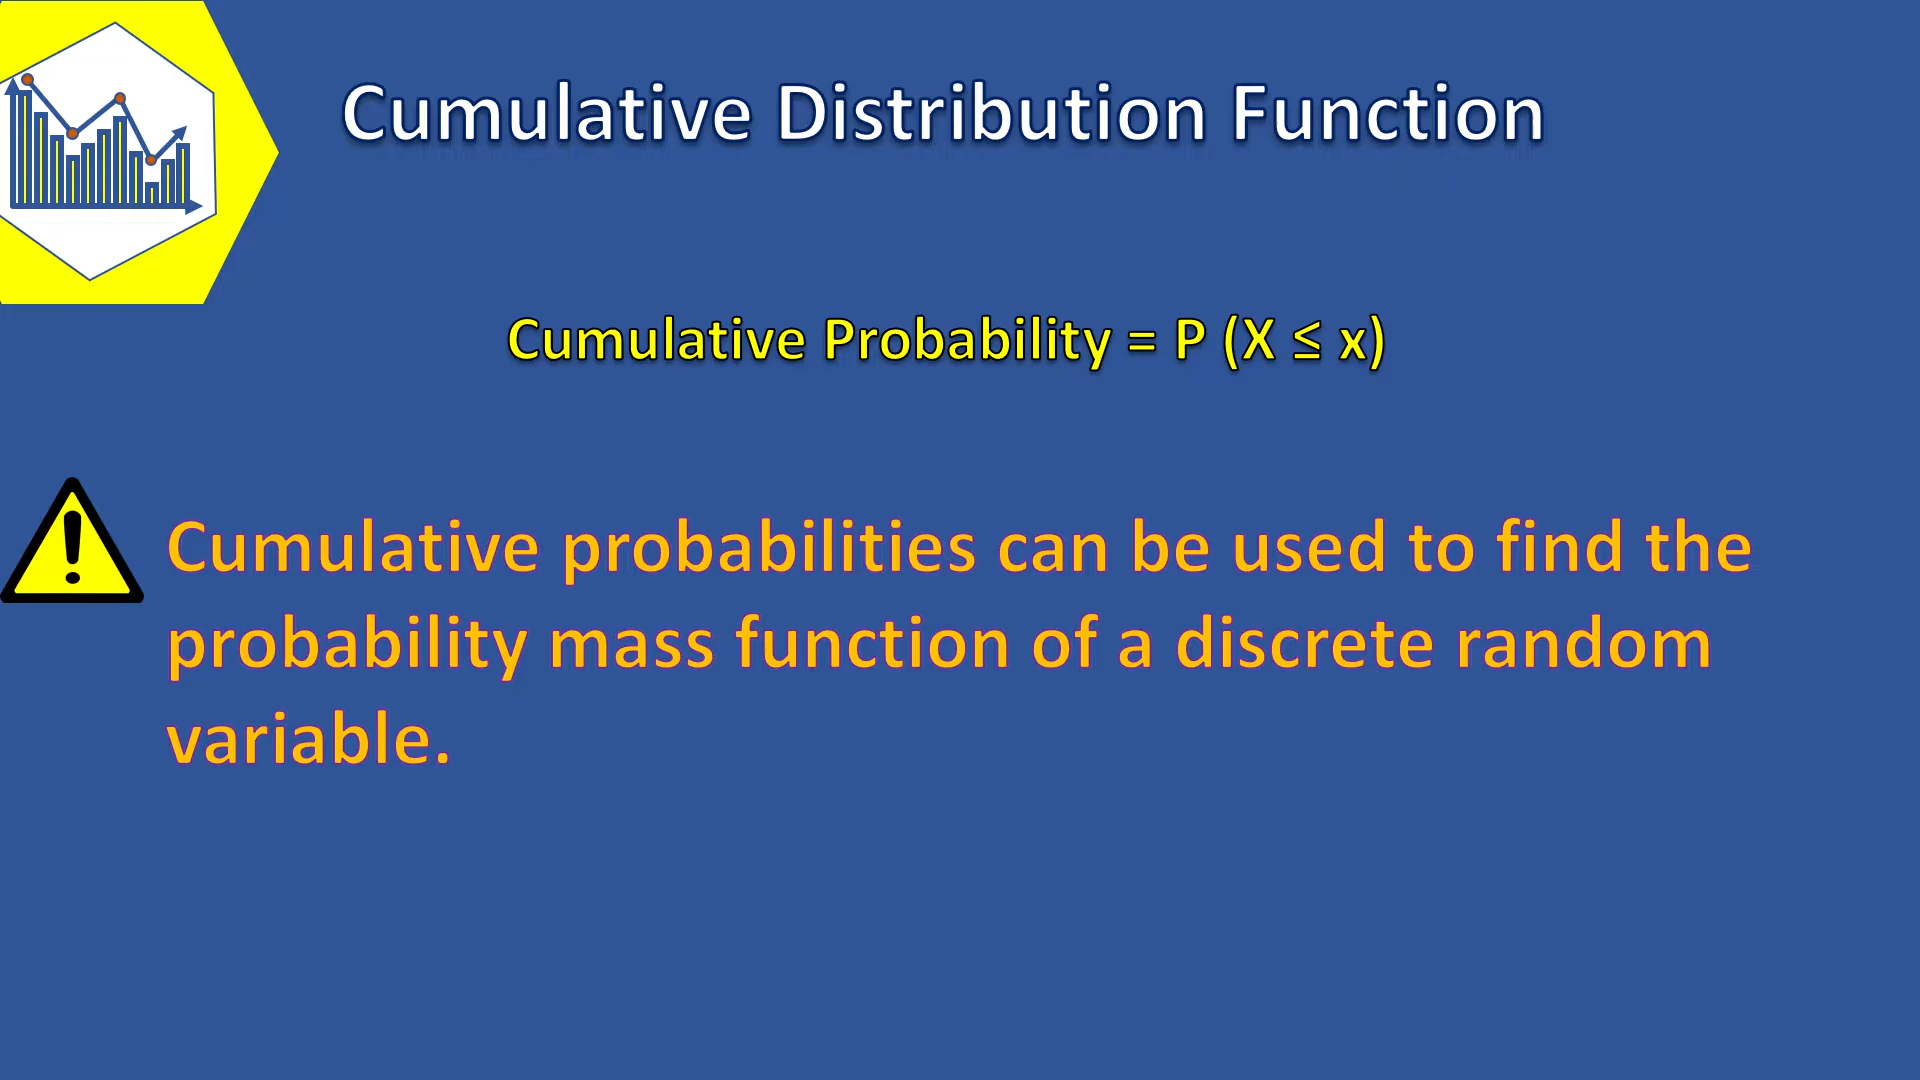 Cumulative Distribution Function
Cumulative Probability = P (X ≤ x)
Cumulative probabilities can be used to find the
probability mass function of a discrete random
variable.